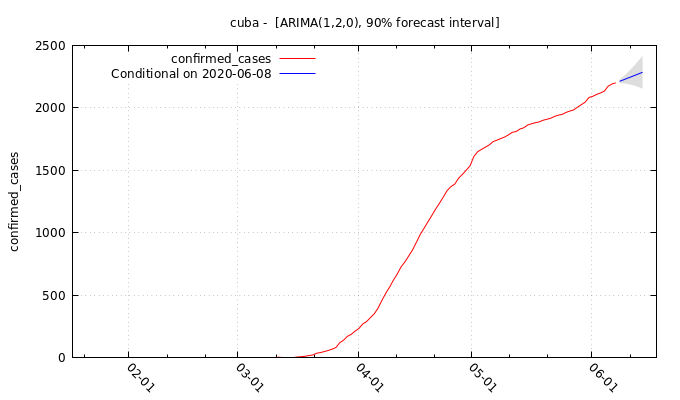 cuba -  [ARIMA(1,2,0), 90% forecast interval]
confirmed_cases
Conditional on 2020-06-08
2500
2000
1500
1000
500
0
confirmed_cases
02-01
03-01
04-01
05-01
06-01